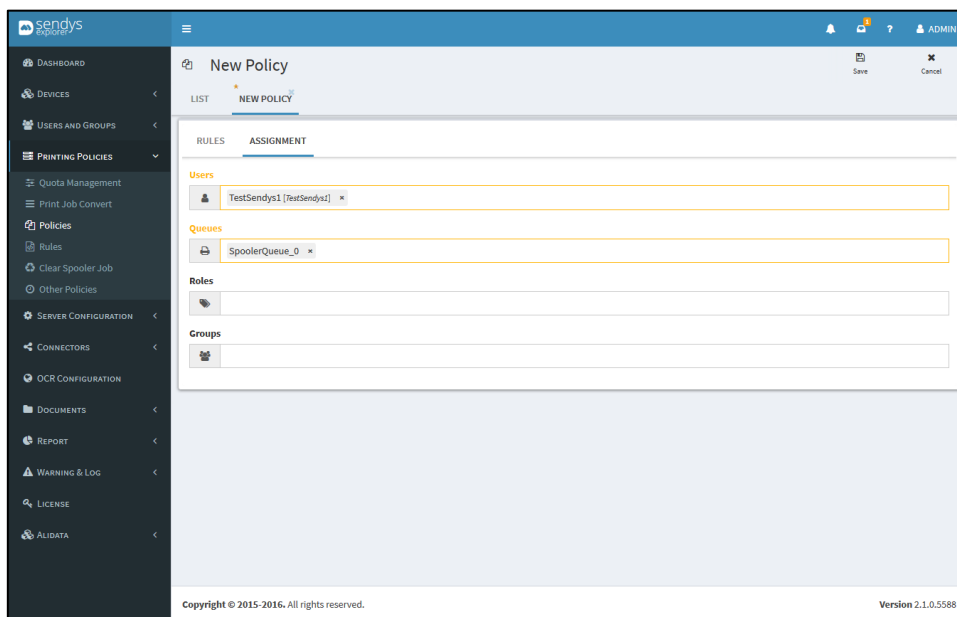 sendys
explorer
1
?
ADMIN
DASHBOARD
DEVICES
USERS AND GROUPS
PRINTING POLICIES
Quota Management
Print Job Convert
Policies
Rules
Clear Spooler Job
Other Policies
SERVER CONFIGURATION
CONNECTORS
OCR CONFIGURATION
DOCUMENTS
REPORT
WARNING & LOG
LICENSE
ALIDATA
New Policy
Save
Cancel
LIST
* NEW POLICY ×
RULES
ASSIGNMENT
Users
TestSendys1 [TestSendys1] ×
Queues
SpoolerQueue_0 ×
Roles
Groups
Copyright © 2015-2016. All rights reserved.
Version 2.1.0.5588